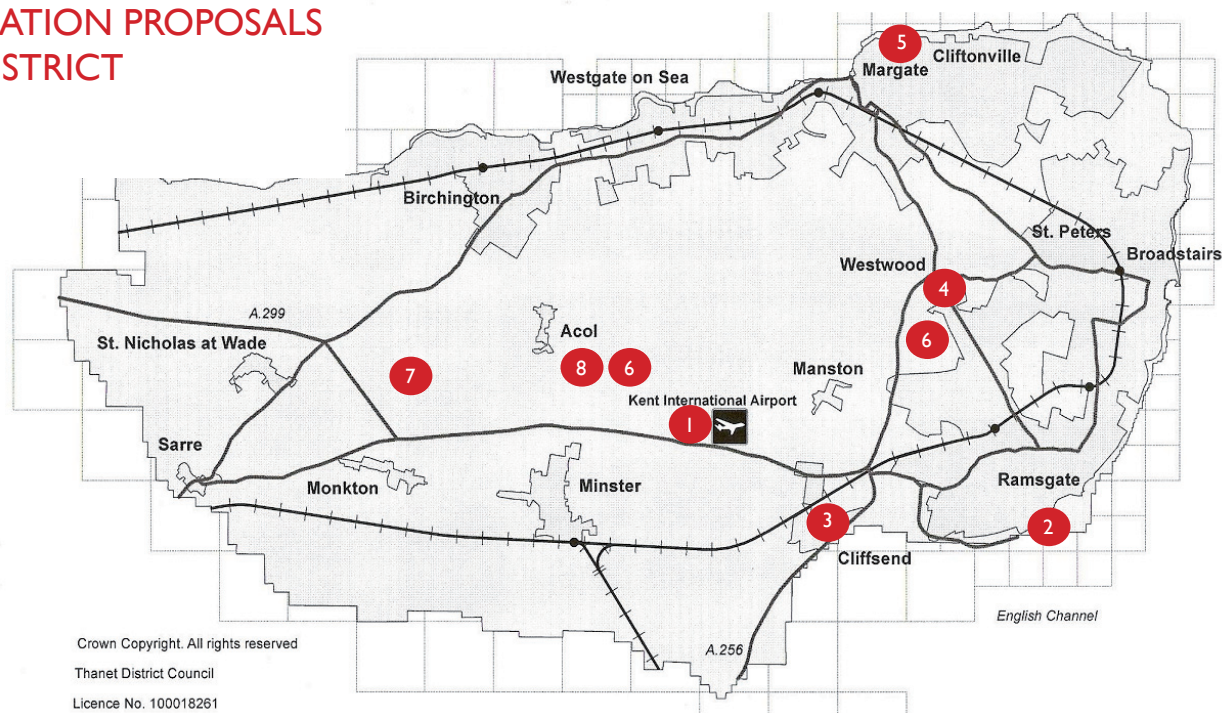 ATION PROPOSALS
STRICT
5
Cliftonville
Margate
Westgate on Sea
Birchington
St. Peters
Broadstairs
Westwood
4
A.299
St. Nicholas at Wade
Acol
6
7
8
6
Manston
Kent International Airport
1
Sarre
Monkton
Minster
Ramsgate
3
2
Cliffsend
English Channel
A.256
Crown Copyright. All rights reserved
Thanet District Council
Licence No. 100018261